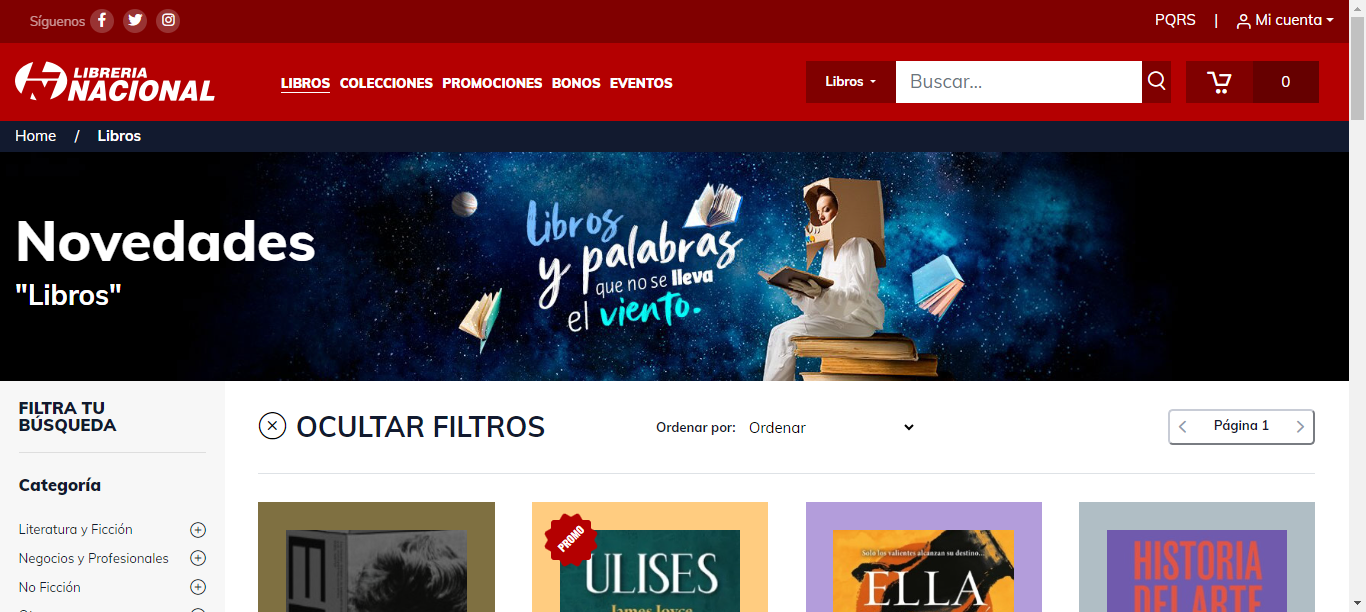 Síguenos
PQRS | Mi cuenta
LIBRERIA
NACIONAL
LIBROS COLECCIONES PROMOCIONES BONOS EVENTOS
Libros
Buscar...
0
Home / Libros
Novedades
"Libros"
Libros
y palabras
que no se lleva
el viento.
FILTRA TU
BÚSQUEDA
OCULTAR FILTROS
Ordenar por: Ordenar
Página 1
Categoría
Literatura y Ficción
Negocios y Profesionales
No Ficción
PROMO
ULISES
James Joyce
Solo los valientes alcanzan su destino...
ELLA
HISTORIA
DEL ARTE